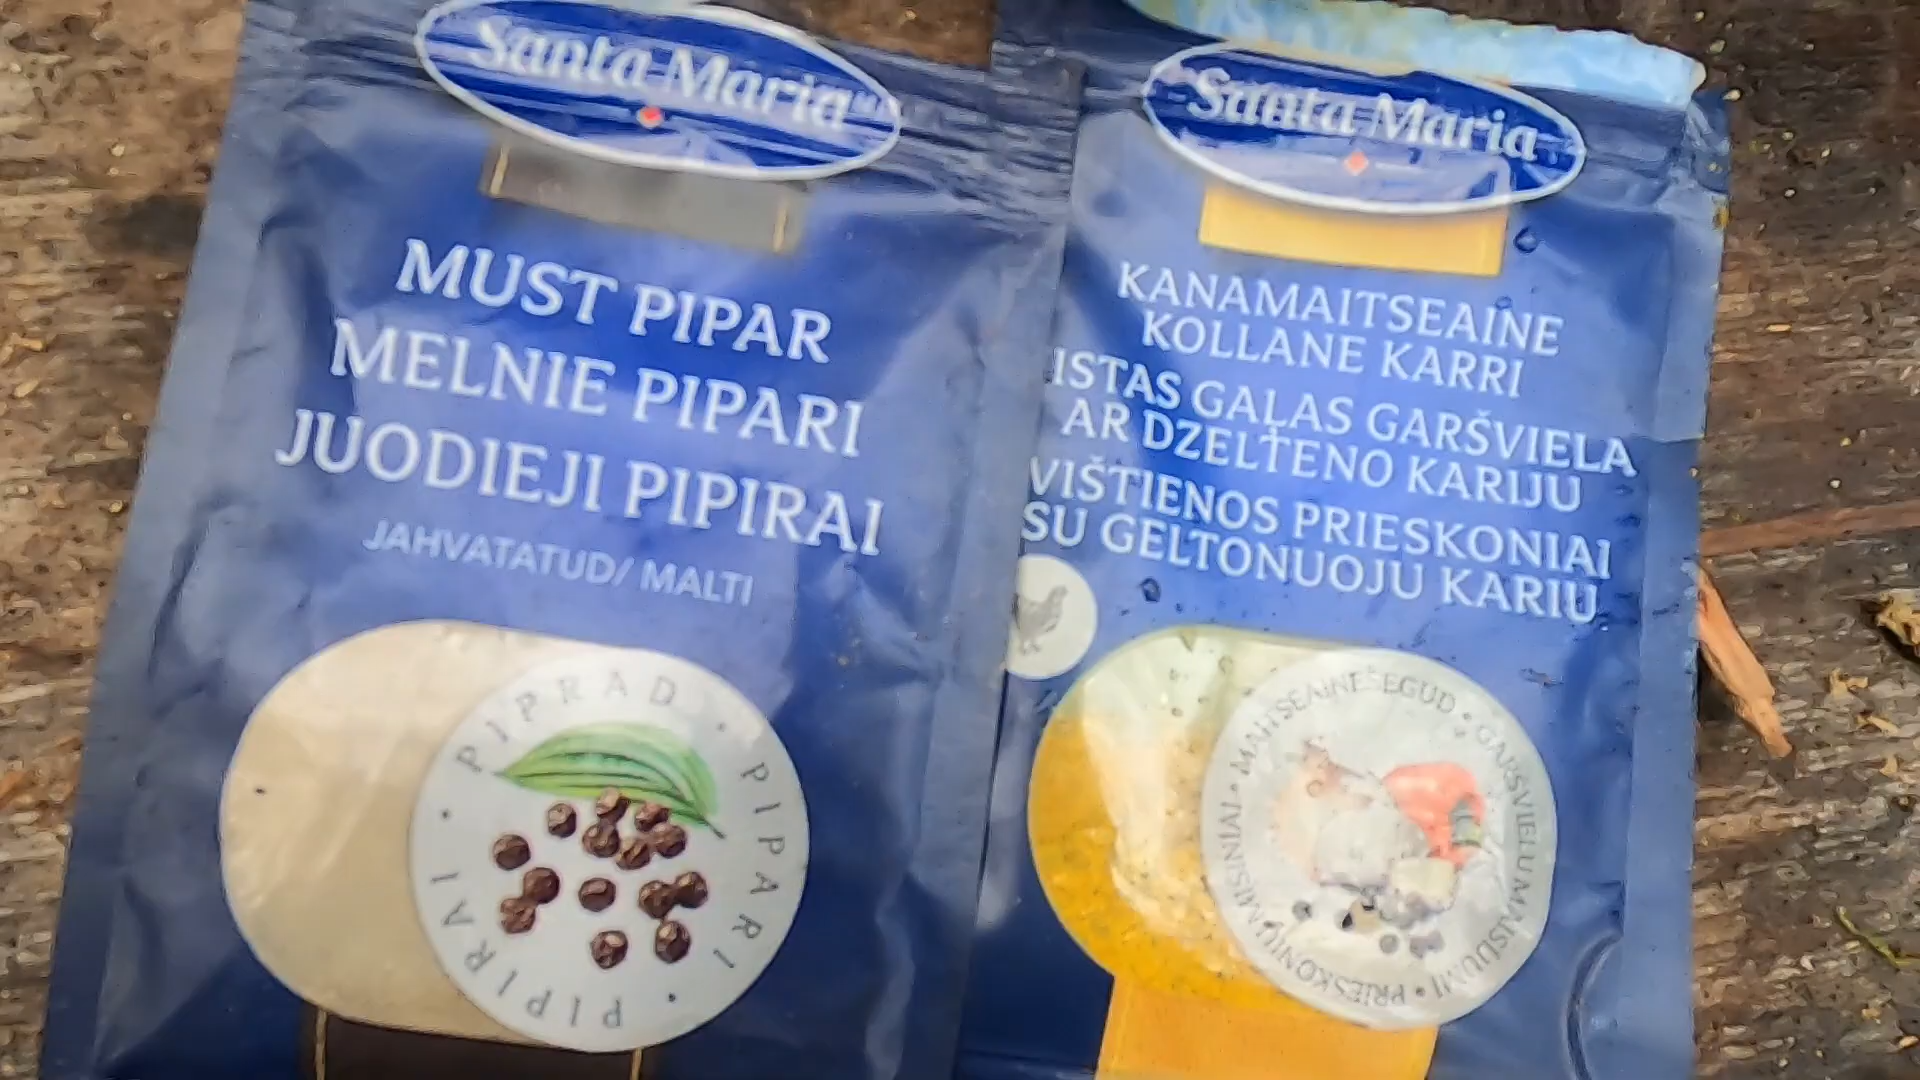 Santa Maria
MUST PIPAR
MELNIE PIPARI
JUODIEJI PIPIRAI
JAHVATATUD/ MALTI
PIPRAD • PIPARI • PIPIRAI •
Santa Maria
KANAMAITSEAINE
KOLLANE KARRI
ISTAS GAĻAS GARŠVIELA
AR DZELTENO KARIJU
VIŠTIENOS PRIESKONIAI
SU GELTONUOJU KARIU
MAITSEAINESEGUD • GARŠVIELU MAISIJUMI • PRIESKONIŲ MIŠINIAI •